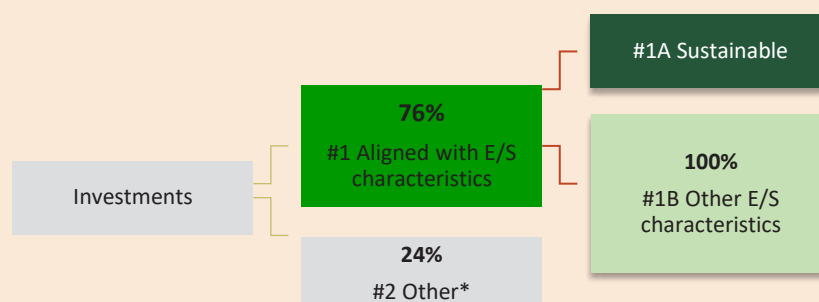 #1A Sustainable
76%
#1 Aligned with E/S
characteristics
100%
#1B Other E/S
characteristics
Investments
24%
#2 Other*